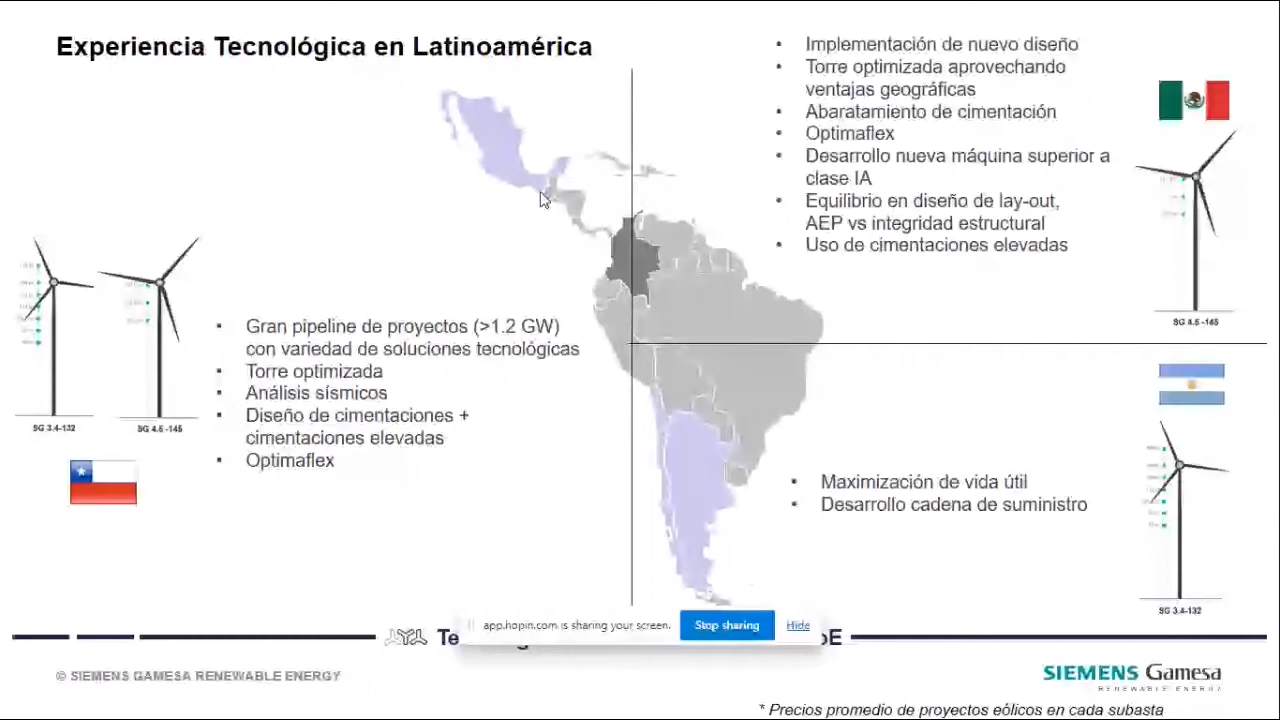 Experiencia Tecnológica en Latinoamérica
• Implementación de nuevo diseño
• Torre optimizada aprovechando
ventajas geográficas
• Abaratamiento de cimentación
• Optimaflex
• Desarrollo nueva máquina superior a
clase IA
• Equilibrio en diseño de lay-out,
AEP vs integridad estructural
• Uso de cimentaciones elevadas
SG 4.5 -145
▪ Gran pipeline de proyectos (>1.2 GW)
con variedad de soluciones tecnológicas
▪ Torre optimizada
▪ Análisis sísmicos
▪ Diseño de cimentaciones +
cimentaciones elevadas
▪ Optimaflex
SG 3.4-132
SG 4.5 -145
• Maximización de vida útil
• Desarrollo cadena de suministro
SG 3.4-132
app.hopin.com is sharing your screen.
Stop sharing
Hide
© SIEMENS GAMESA RENEWABLE ENERGY
SIEMENS Gamesa
RENEWABLE ENERGY
* Precios promedio de proyectos eólicos en cada subasta